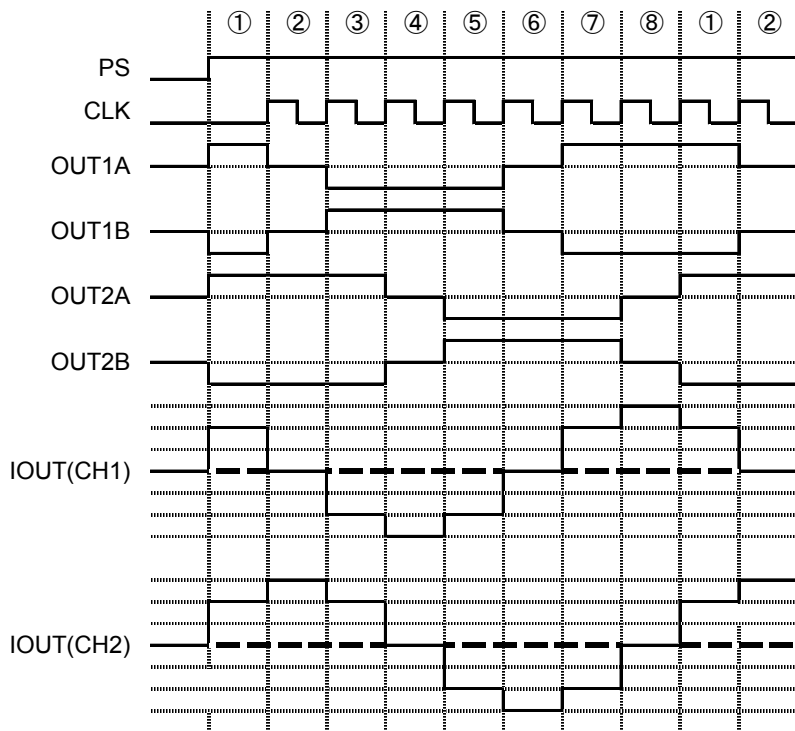 ① ② ③ ④ ⑤ ⑥ ⑦ ⑧ ① ②
PS
CLK
OUT1A
OUT1B
OUT2A
OUT2B
IOUT(CH1)
IOUT(CH2)